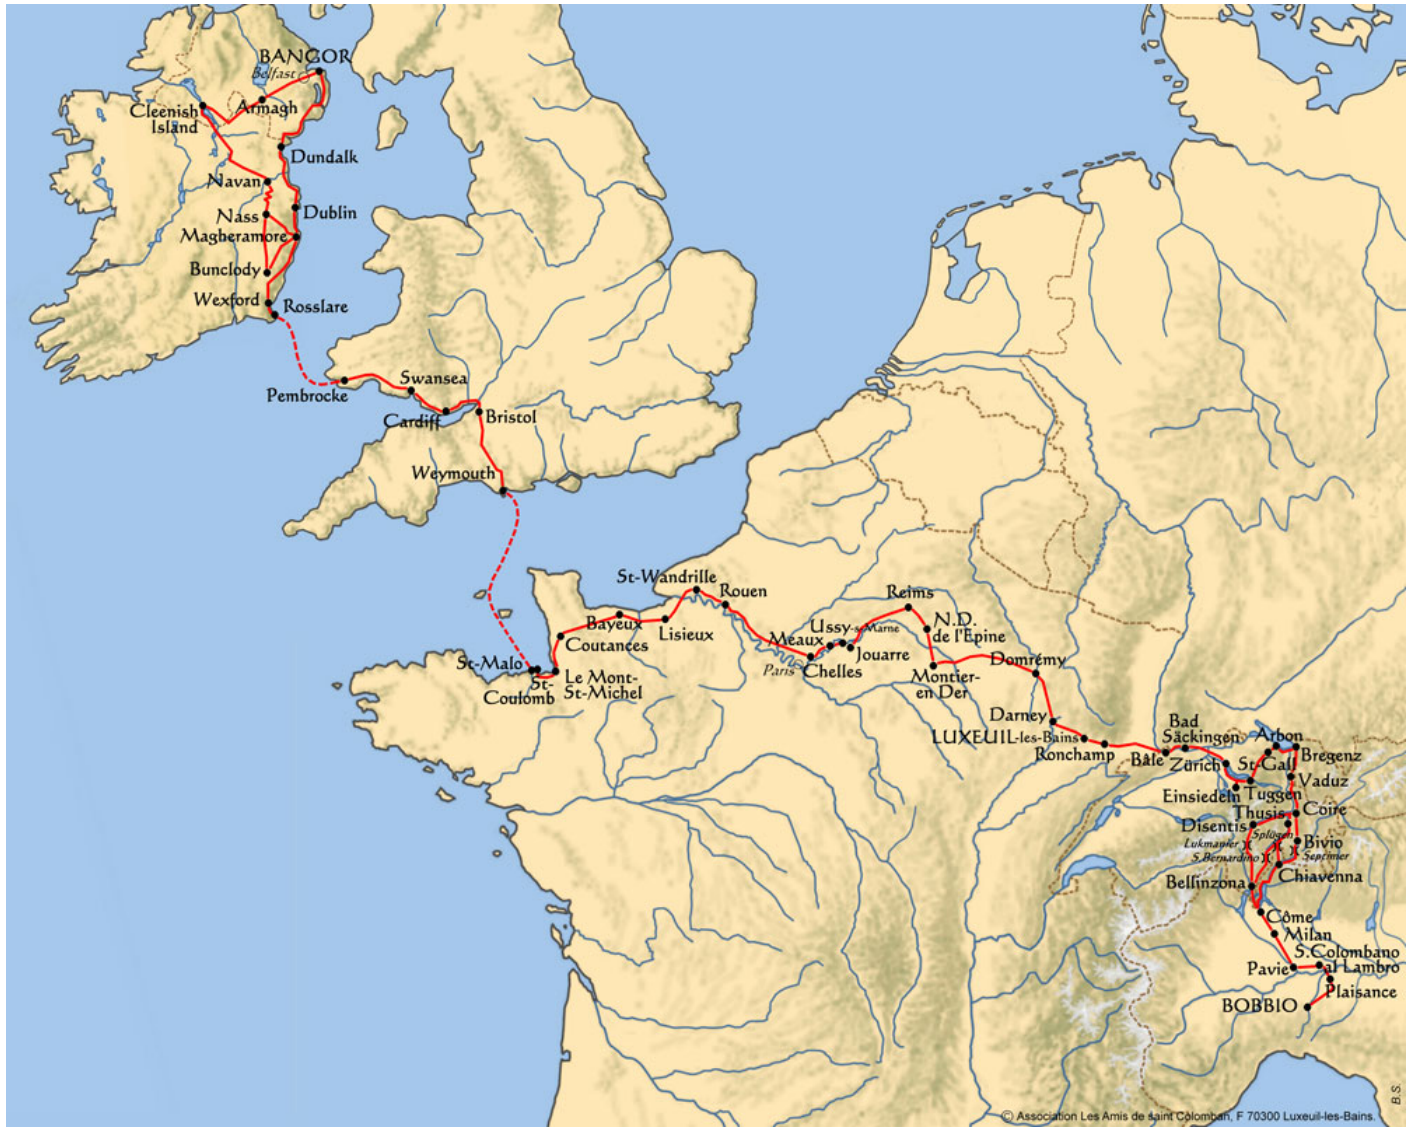 BANGOR
Belfast
Armagh
Cleenish
Island
Dundalk
Navan
Nass
Dublin
Magheramore
Bunclody
Wexford
Rosslare
Pembrocke
Swansea
Cardiff
Bristol
Weymouth
St-Malo
St-
Coulomb
Le Mont-
St-Michel
Coutances
Bayeux
Lisieux
St-Wandrille
Rouen
Paris
Chelles
Meaux
Ussy-s-Marne
Jouarre
Reims
N.D.
de l'Epine
Montier-
en Der
Domrémy
Darney
LUXEUIL-les-Bains
Ronchamp
Bâle
Bad
Säckingen
Zürich
Einsiedeln
Tuggen
St-Gall
Arbon
Bregenz
Vaduz
Coire
Thusis
Disentis
Splügen
Lukmanier
S.Bernardino
Bivio
Septimer
Chiavenna
Bellinzona
Côme
Milan
S.Colombano
al Lambro
Pavie
Plaisance
BOBBIO
B.S.
© Association Les Amis de saint Colomban, F 70300 Luxeuil-les-Bains.